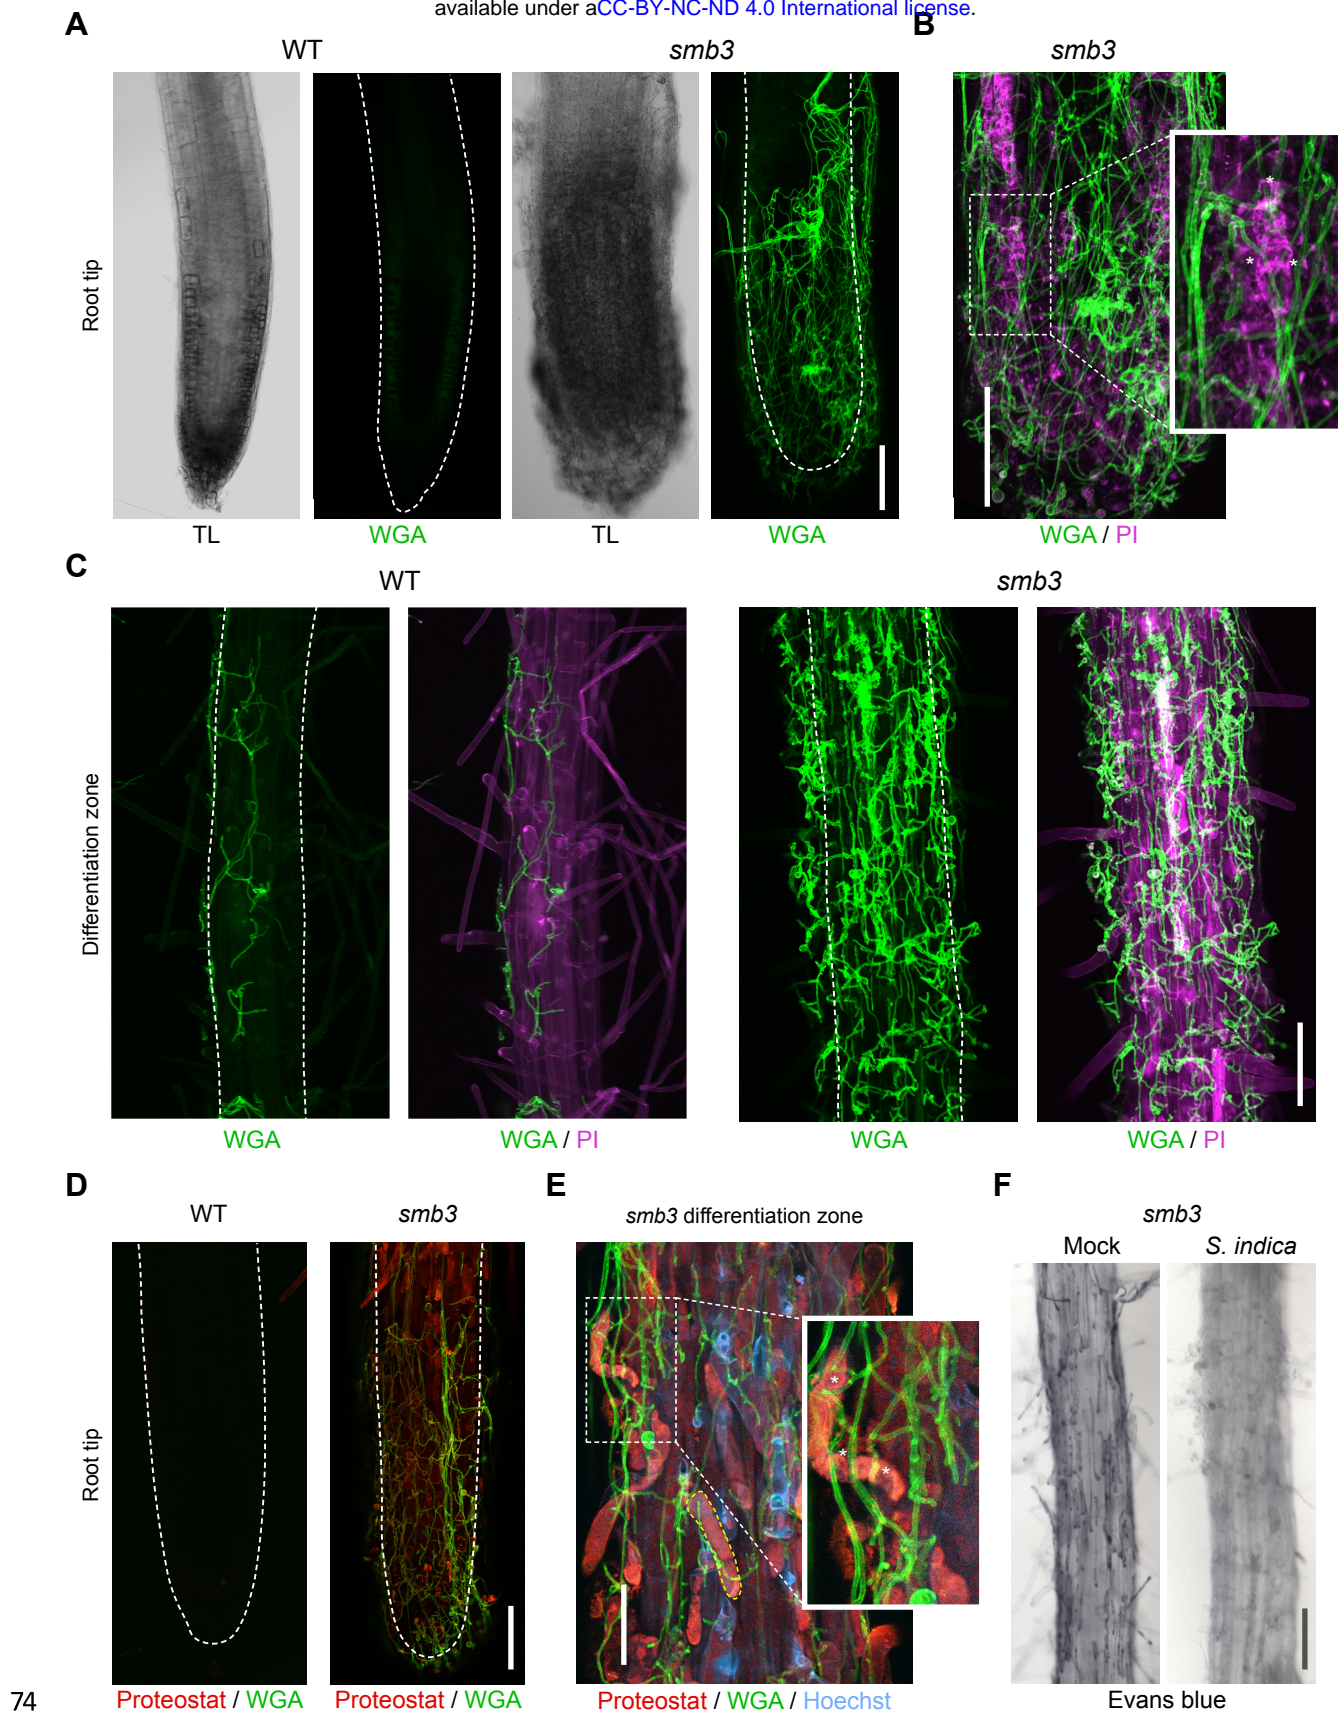 available under aCC-BY-NC-ND 4.0 International license.
A
B
WT
smb3
smb3
Root tip
TL
WGA
TL
WGA
WGA / PI
C
WT
smb3
Differentiation zone
WGA
WGA / PI
WGA
WGA / PI
D
E
F
WT
smb3
smb3 differentiation zone
smb3
Mock
S. indica
Root tip
74
Proteostat / WGA
Proteostat / WGA
Proteostat / WGA / Hoechst
Evans blue